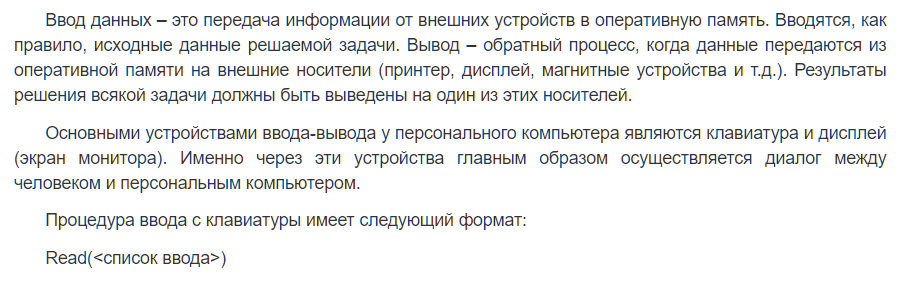 Ввод данных – это передача информации от внешних устройств в оперативную память. Вводятся, как
правило, исходные данные решаемой задачи. Вывод – обратный процесс, когда данные передаются из
оперативной памяти на внешние носители (принтер, дисплей, магнитные устройства и т.д.). Результаты
решения всякой задачи должны быть выведены на один из этих носителей.
Основными устройствами ввода-вывода у персонального компьютера являются клавиатура и дисплей
(экран монитора). Именно через эти устройства главным образом осуществляется диалог между
человеком и персональным компьютером.
Процедура ввода с клавиатуры имеет следующий формат:
Read(<список ввода>)